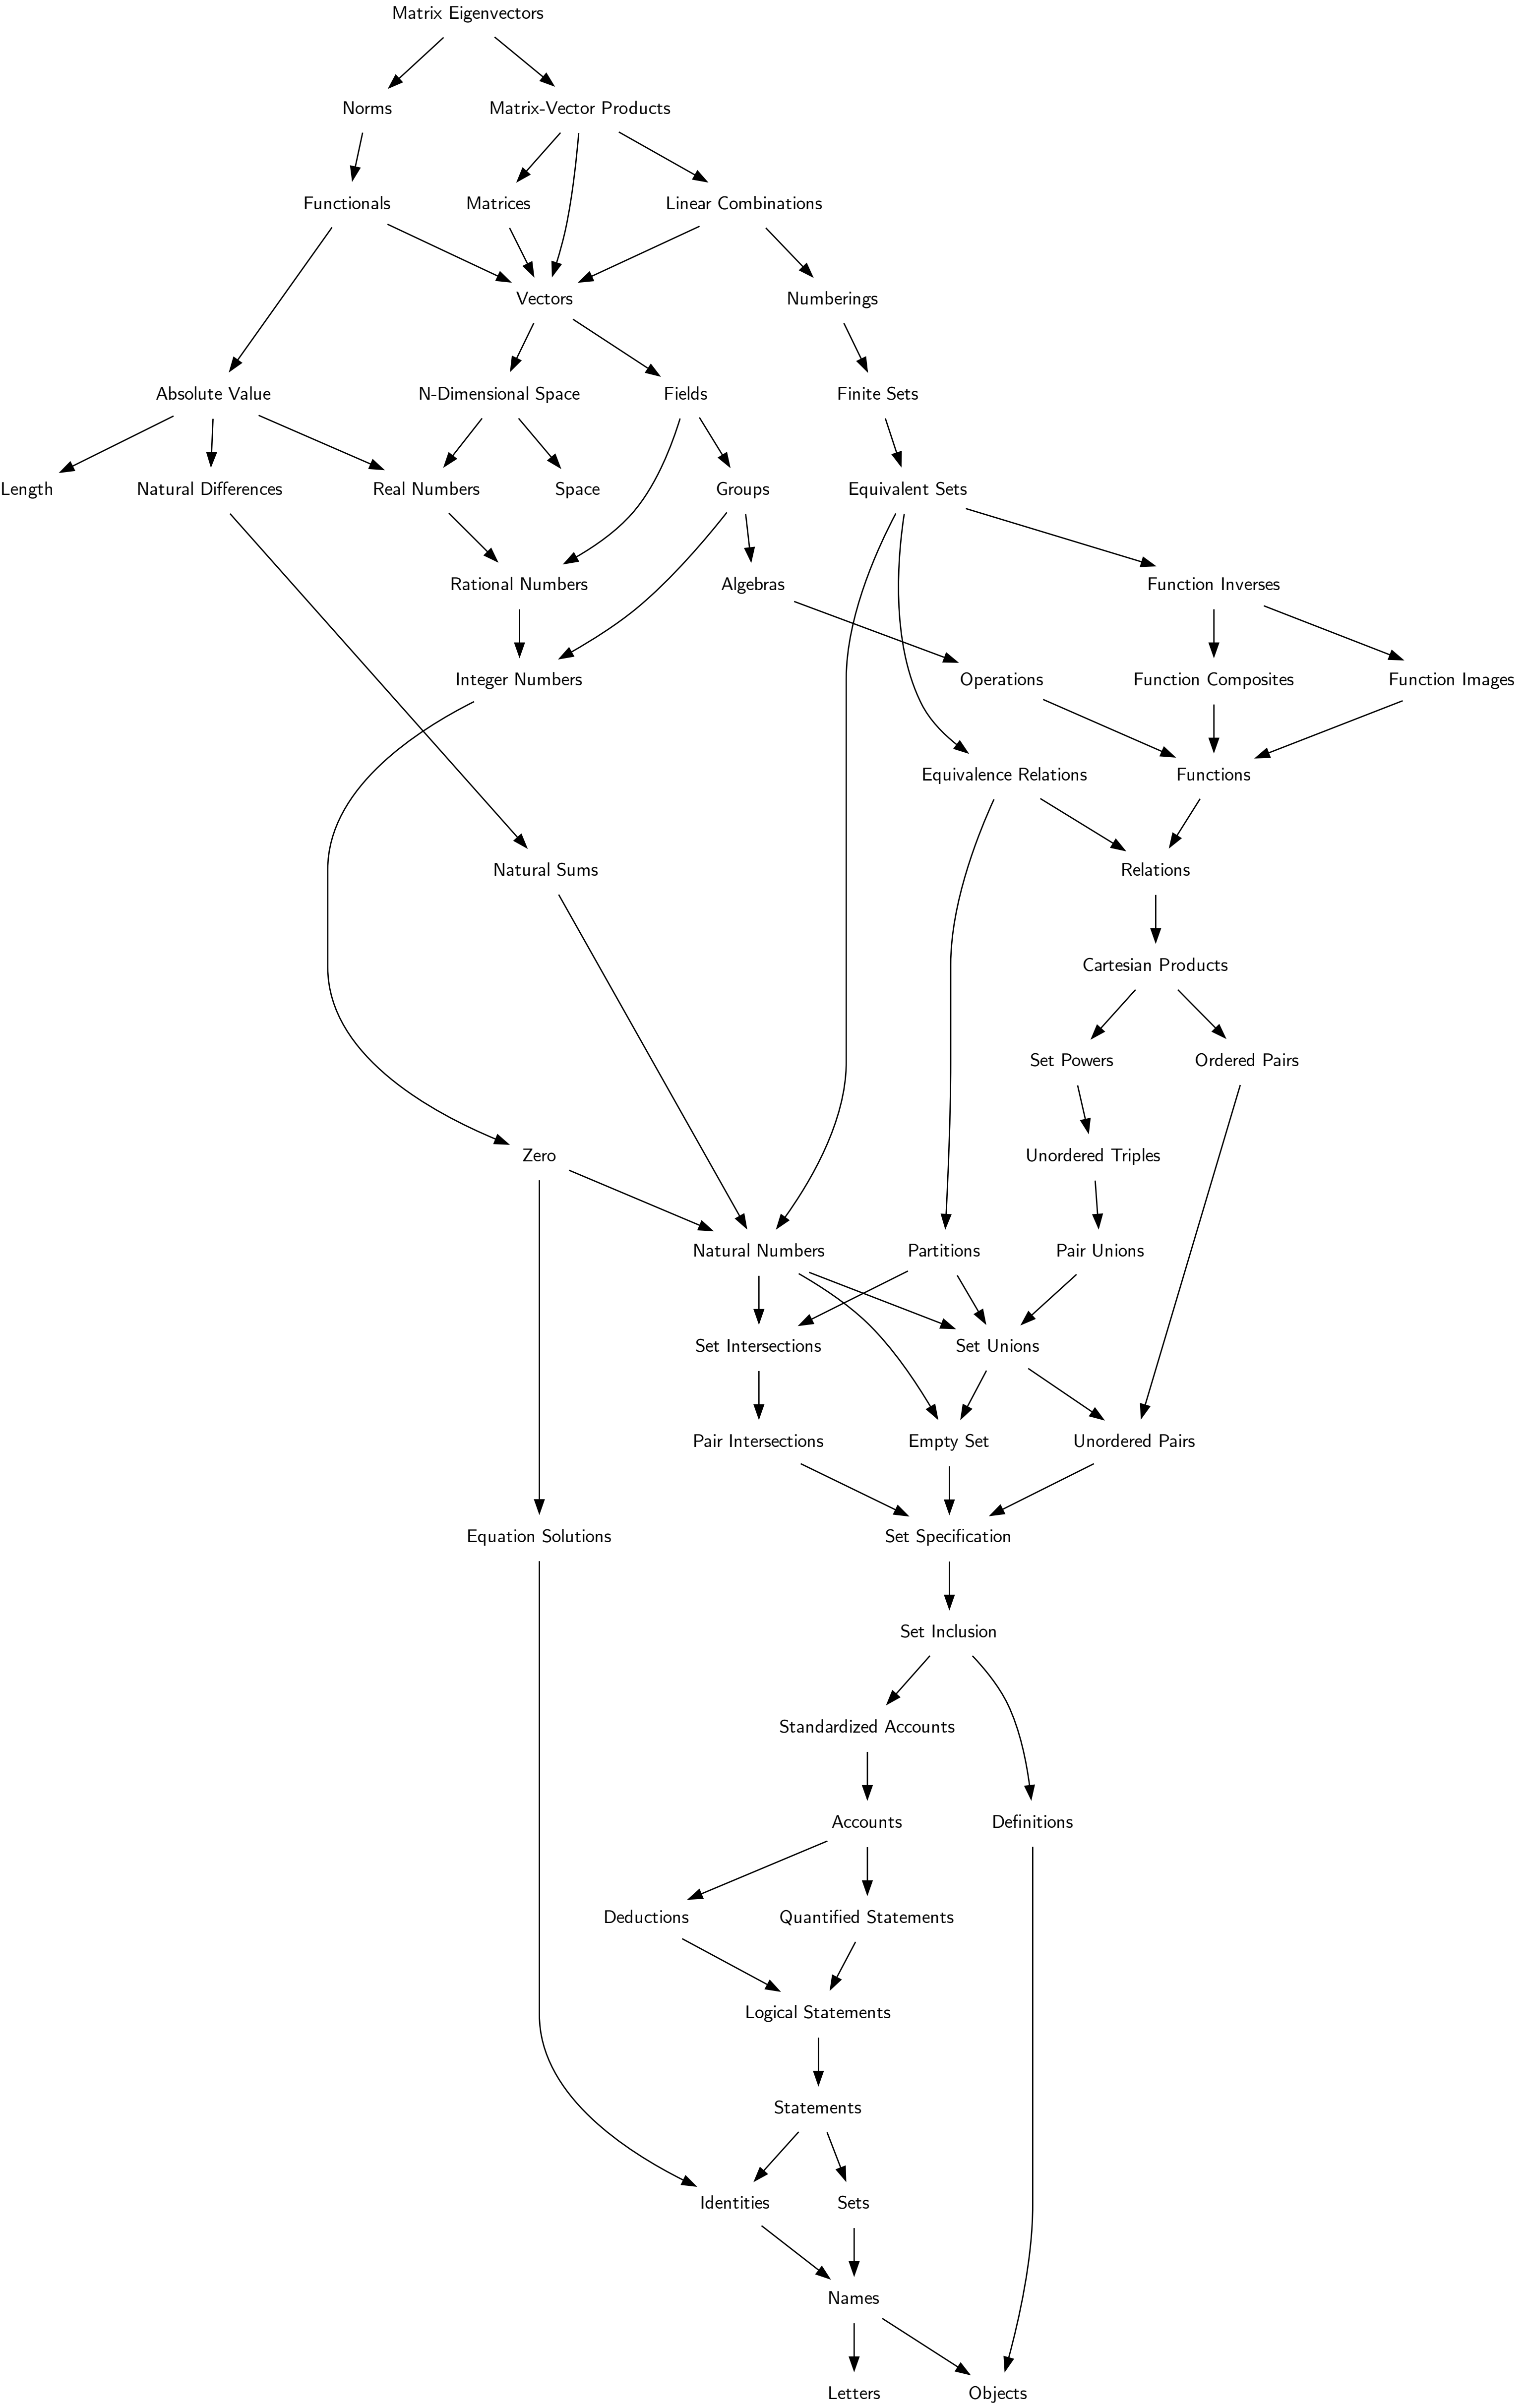 Matrix Eigenvectors
Norms
Matrix-Vector Products
Functionals
Matrices
Linear Combinations
Vectors
Numberings
Absolute Value
N-Dimensional Space
Fields
Finite Sets
Length
Natural Differences
Real Numbers
Space
Groups
Equivalent Sets
Rational Numbers
Algebras
Function Inverses
Integer Numbers
Operations
Function Composites
Function Images
Equivalence Relations
Functions
Natural Sums
Relations
Cartesian Products
Set Powers
Ordered Pairs
Zero
Unordered Triples
Natural Numbers
Partitions
Pair Unions
Set Intersections
Set Unions
Pair Intersections
Empty Set
Unordered Pairs
Equation Solutions
Set Specification
Set Inclusion
Standardized Accounts
Accounts
Definitions
Deductions
Quantified Statements
Logical Statements
Statements
Identities
Sets
Names
Letters
Objects